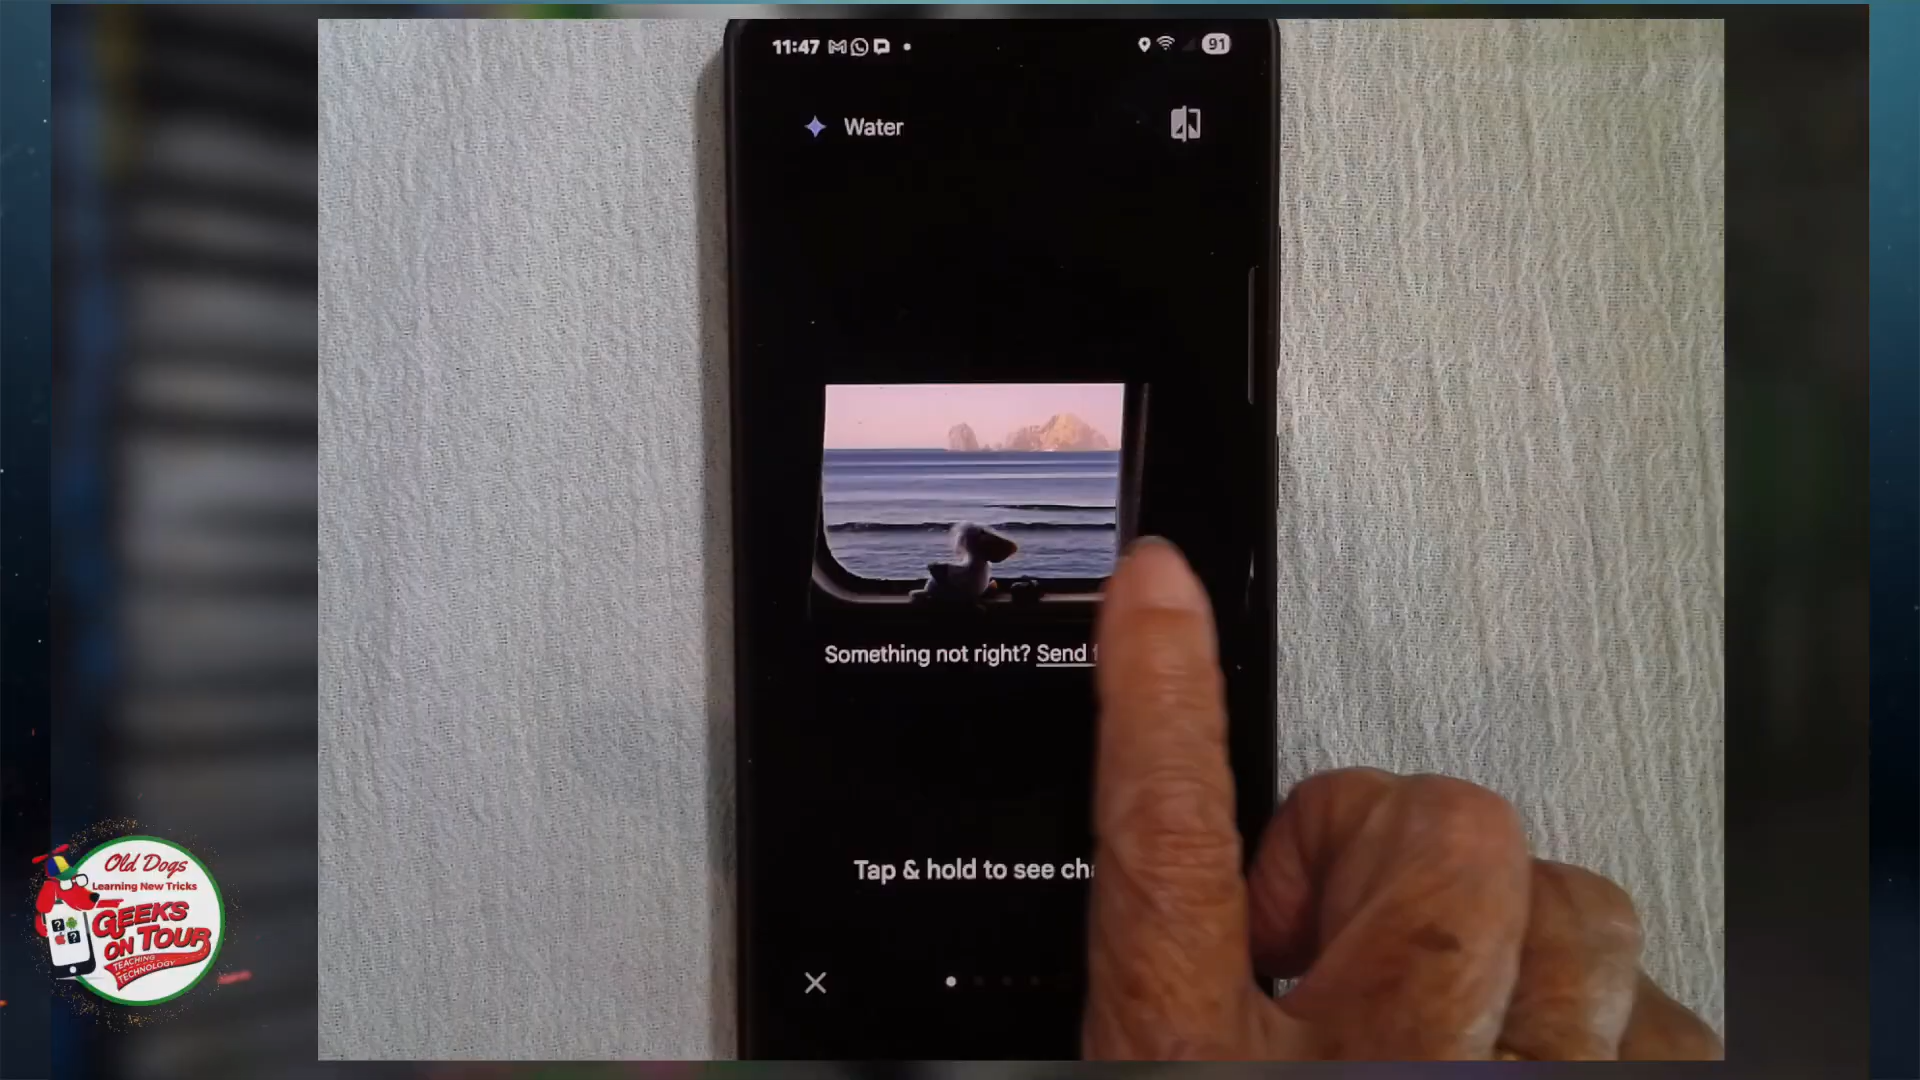 11:47
91
Water
Something not right? Send
Tap & hold to see
Old Dogs
Learning New Tricks
GEEKS
ON TOUR
TEACHING
TECHNOLOGY